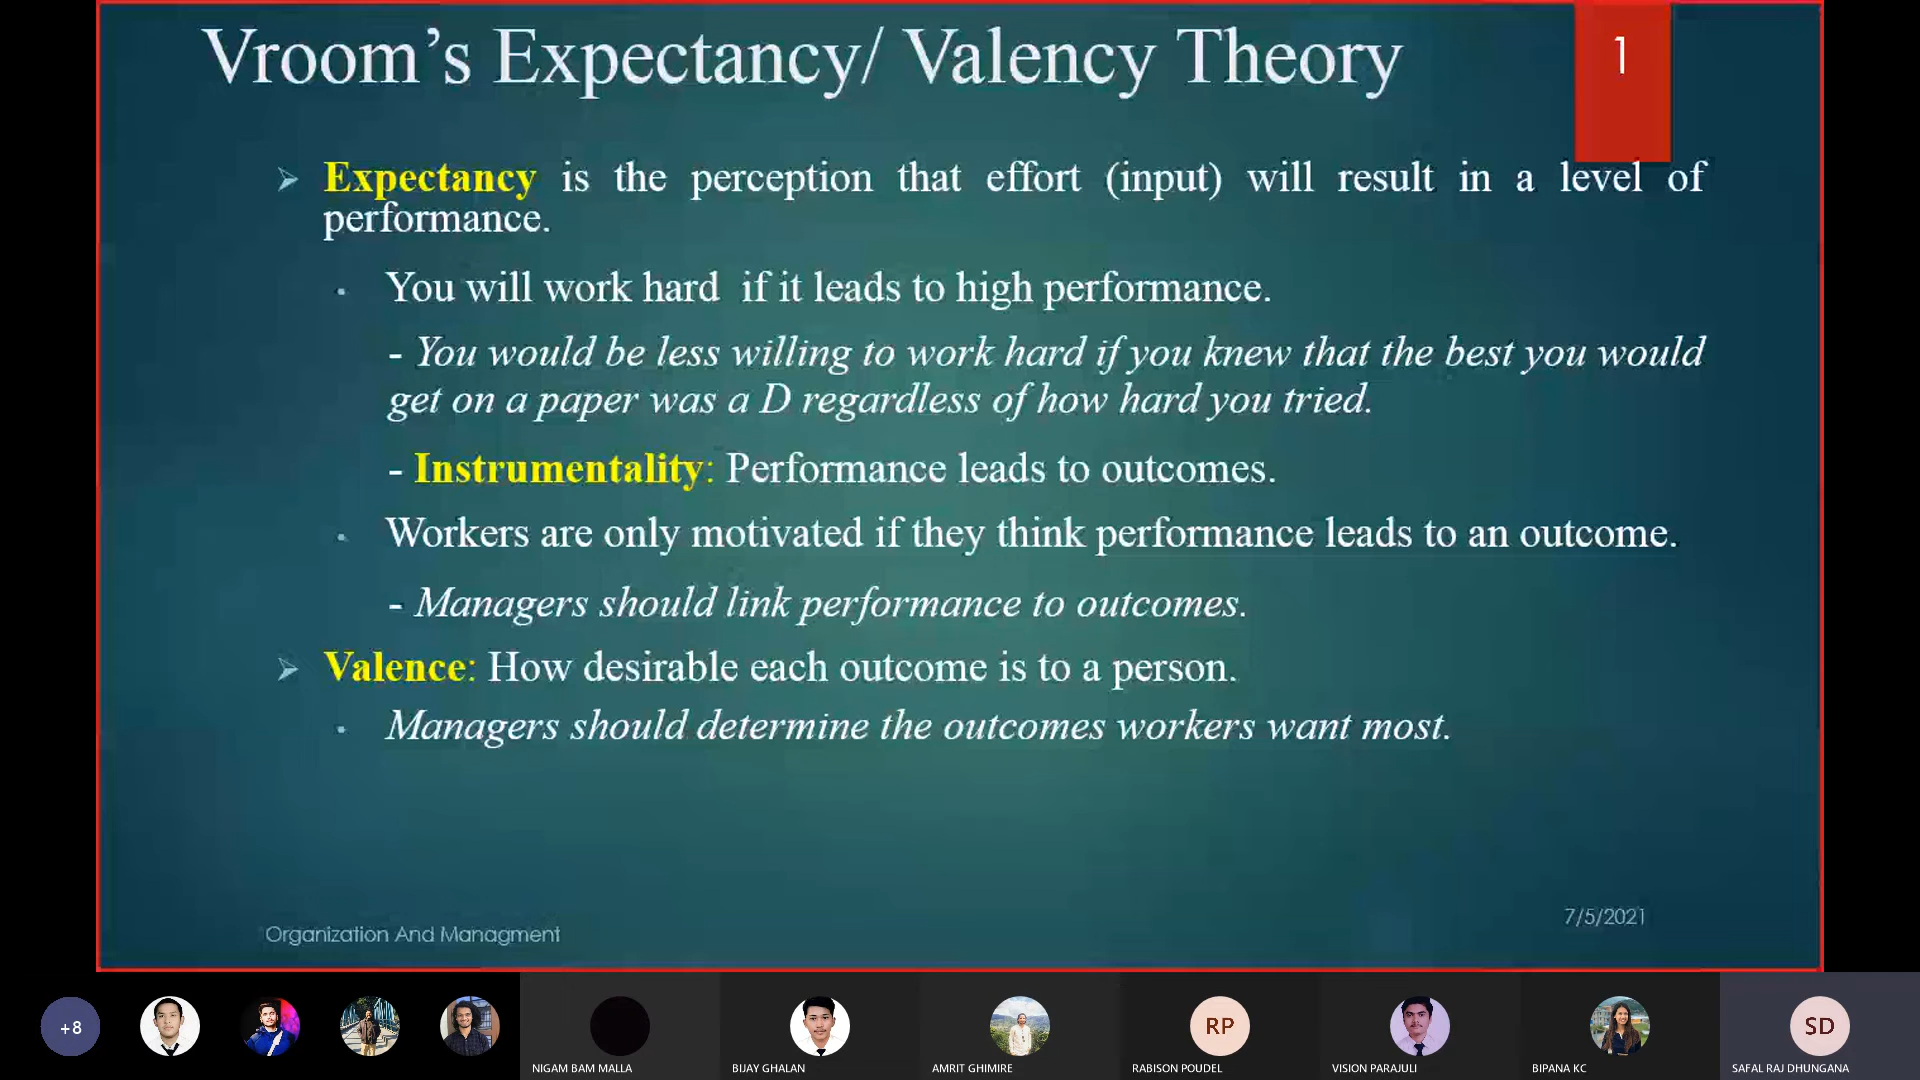 Vroom’s Expectancy/ Valency Theory
1
Expectancy is the perception that effort (input) will result in a level of
performance.
You will work hard if it leads to high performance.
- You would be less willing to work hard if you knew that the best you would
get on a paper was a D regardless of how hard you tried.
- Instrumentality: Performance leads to outcomes.
Workers are only motivated if they think performance leads to an outcome.
- Managers should link performance to outcomes.
Valence: How desirable each outcome is to a person.
Managers should determine the outcomes workers want most.
7/5/2021
Organization And Managment
+8
RP
SD
NIGAM BAM MALLA
BIJAY GHALAN
AMRIT GHIMIRE
RABISON POUDEL
VISION PARAJULI
BIPANA KC
SAFAL RAJ DHUNGANA